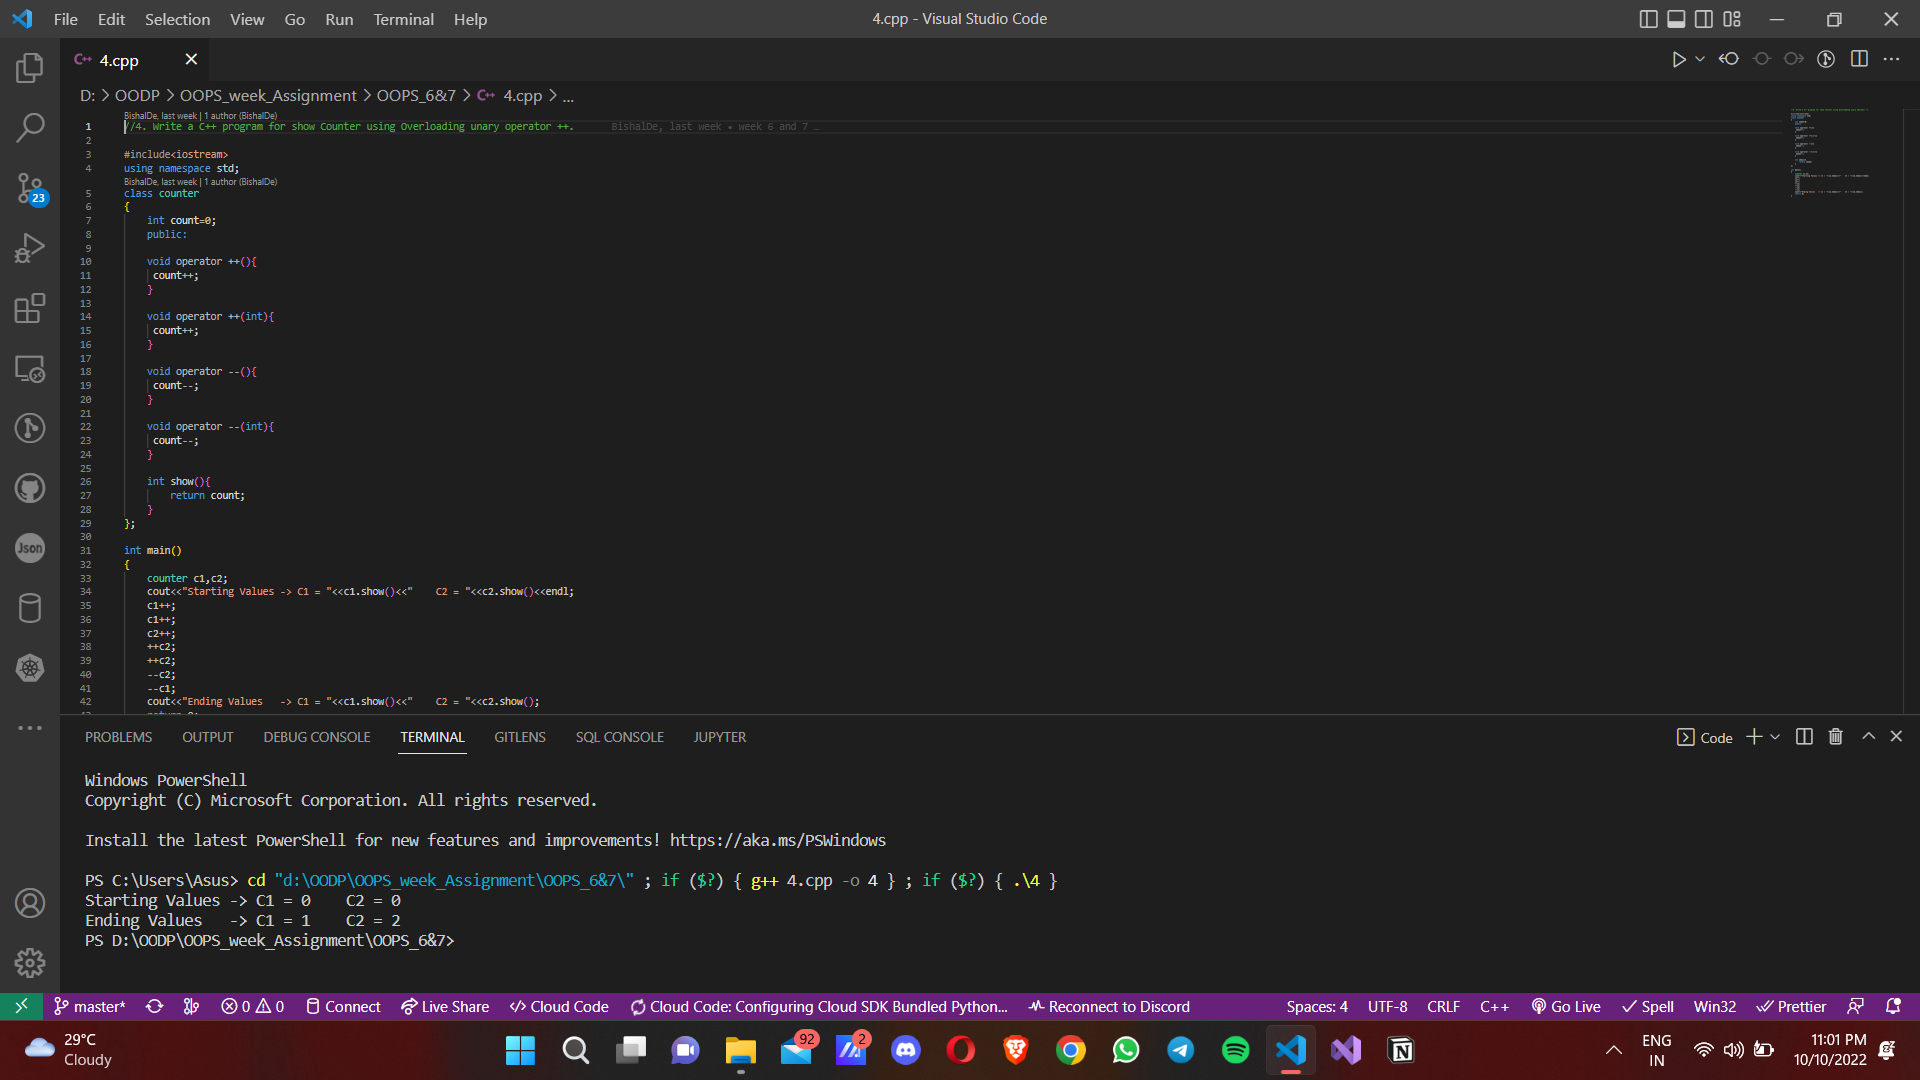 File Edit Selection View Go Run Terminal Help
4.cpp - Visual Studio Code
C++ 4.cpp
D: > OODP > OOPS_week_Assignment > OOPS_6&7 > C++ 4.cpp > ...
BishalDe, last week | 1 author (BishalDe)
1 //4. Write a C++ program for show Counter using Overloading unary operator ++. BishalDe, last week • week 6 and 7 …
2
3 #include<iostream>
4 using namespace std;
BishalDe, last week | 1 author (BishalDe)
5 class counter
6 {
7 int count=0;
8 public:
9
10 void operator ++(){
11 count++;
12 }
13
14 void operator ++(int){
15 count++;
16 }
17
18 void operator --(){
19 count--;
20 }
21
22 void operator --(int){
23 count--;
24 }
25
26 int show(){
27 return count;
28 }
29 };
30
31 int main()
32 {
33 counter c1,c2;
34 cout<<"Starting Values -> C1 = "<<c1.show()<<"    C2 = "<<c2.show()<<endl;
35 c1++;
36 c1++;
37 c2++;
38 ++c2;
39 ++c2;
40 --c2;
41 --c1;
42 cout<<"Ending Values   -> C1 = "<<c1.show()<<"    C2 = "<<c2.show();
PROBLEMS OUTPUT DEBUG CONSOLE TERMINAL GITLENS SQL CONSOLE JUPYTER
Code
Windows PowerShell
Copyright (C) Microsoft Corporation. All rights reserved.
Install the latest PowerShell for new features and improvements! https://aka.ms/PSWindows
PS C:\Users\Asus> cd "d:\OODP\OOPS_week_Assignment\OOPS_6&7\" ; if ($?) { g++ 4.cpp -o 4 } ; if ($?) { .\4 }
Starting Values -> C1 = 0    C2 = 0
Ending Values   -> C1 = 1    C2 = 2
PS D:\OODP\OOPS_week_Assignment\OOPS_6&7>
23
Json
master* 0 0 Connect Live Share Cloud Code Cloud Code: Configuring Cloud SDK Bundled Python... Reconnect to Discord Spaces: 4 UTF-8 CRLF C++ Go Live Spell Win32 Prettier
29°C
Cloudy
92
2
ENG
IN
11:01 PM
10/10/2022